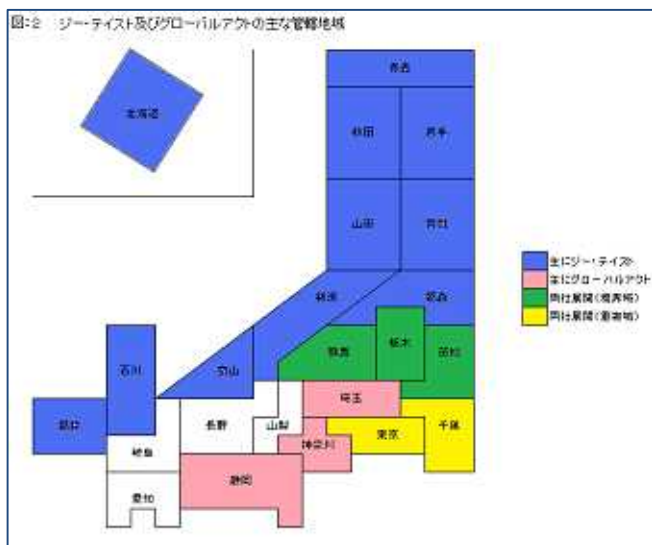 図:2 ジー・テイスト及びグローバルアクトの主な管轄地域
北海道
青森
秋田
岩手
山形
宮城
新潟
福島
石川
富山
群馬
栃木
茨城
福井
岐阜
長野
山梨
埼玉
神奈川
東京
千葉
愛知
静岡
主にジー・テイスト
主にグローバルアクト
両社展開(境界域)
両社展開(重複域)